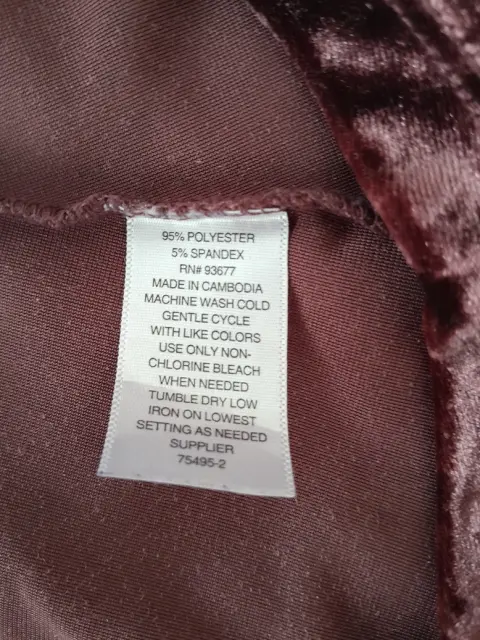 95% POLYESTER
5% SPANDEX
RN# 93677
MADE IN CAMBODIA
MACHINE WASH COLD
GENTLE CYCLE
WITH LIKE COLORS
USE ONLY NON-
CHLORINE BLEACH
WHEN NEEDED
TUMBLE DRY LOW
IRON ON LOWEST
SETTING AS NEEDED
SUPPLIER
75495-2